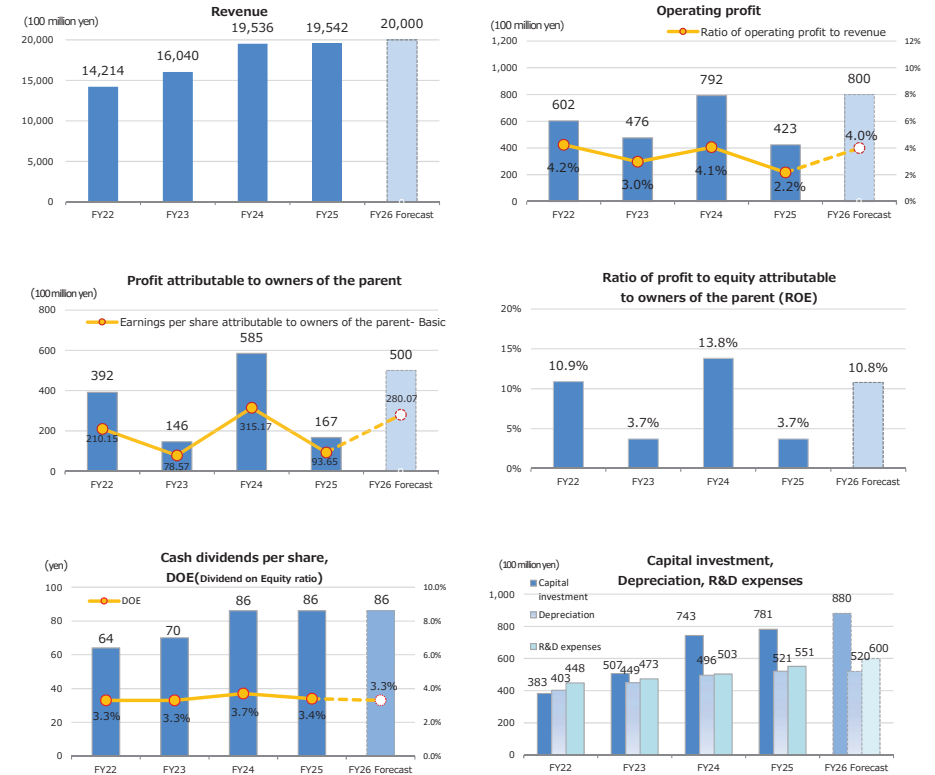 Revenue
(100 million yen)
20,000
15,000
10,000
5,000
0
14,214
16,040
19,536
19,542
20,000
0
FY22
FY23
FY24
FY25
FY26 Forecast
Operating profit
(100 million yen)
Ratio of operating profit to revenue
1,200
1,000
800
600
400
200
0
12%
10%
8%
6%
4%
2%
0%
602
476
792
423
800
4.2%
3.0%
4.1%
2.2%
4.0%
0
FY22
FY23
FY24
FY25
FY26 Forecast
Profit attributable to owners of the parent
(100 million yen)
Earnings per share attributable to owners of the parent- Basic
800
600
400
200
0
392
146
585
167
500
210.15
78.57
315.17
93.65
280.07
0
FY22
FY23
FY24
FY25
FY26 Forecast
Ratio of profit to equity attributable
to owners of the parent (ROE)
20%
15%
10%
5%
0%
10.9%
3.7%
13.8%
3.7%
10.8%
FY22
FY23
FY24
FY25
FY26 Forecast
Cash dividends per share,
DOE(Dividend on Equity ratio)
(yen)
DOE
100
80
60
40
20
0
10.0%
8.0%
6.0%
4.0%
2.0%
0.0%
64
70
86
86
86
3.3%
3.3%
3.7%
3.4%
3.3%
FY22
FY23
FY24
FY25
FY26 Forecast
Capital investment,
Depreciation, R&D expenses
(100 million yen)
Capital
investment
Depreciation
R&D expenses
1,000
800
600
400
200
0
383
403
448
507
449
473
743
496
503
781
521
551
880
520
600
FY22
FY23
FY24
FY25
FY26 Forecast